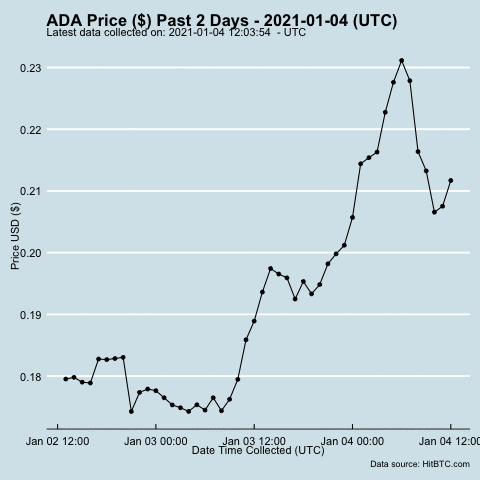 ADA Price ($) Past 2 Days - 2021-01-04 (UTC)
Latest data collected on: 2021-01-04 12:03:54 - UTC
0.23
0.22
0.21
0.20
0.19
0.18
Price USD ($)
Jan 02 12:00 Jan 03 00:00 Jan 03 12:00 Jan 04 00:00 Jan 04 12:00
Date Time Collected (UTC)
Data source: HitBTC.com